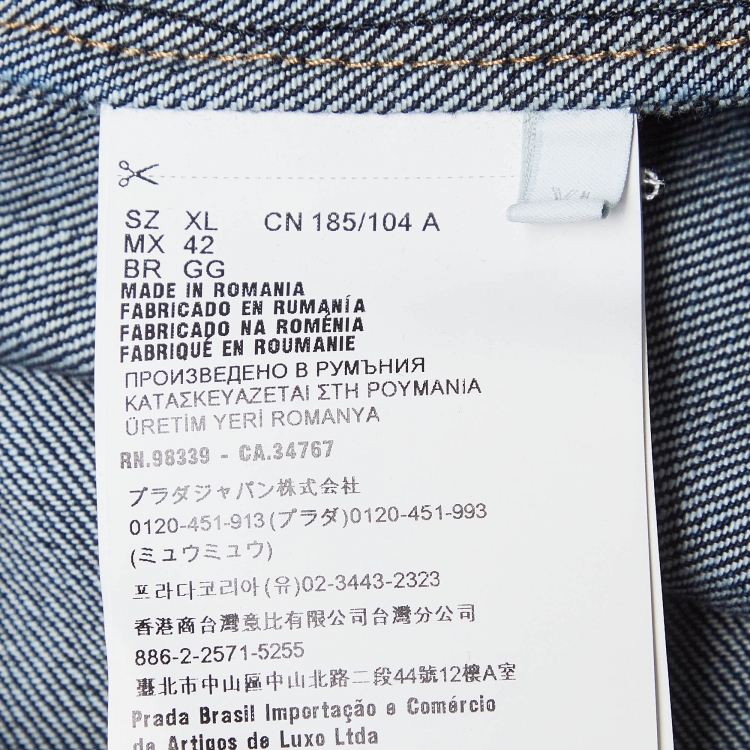 SZ XL CN 185/104 A
MX 42
BR GG
MADE IN ROMANIA
FABRICADO EN RUMANÍA
FABRICADO NA ROMÉNIA
FABRIQUÉ EN ROUMANIE
ПРОИЗВЕДЕНО В РУМЪНИЯ
ΚΑΤΑΣΚΕΥΑΖΕΤΑΙ ΣΤΗ ΡΟΥΜΑΝΙΑ
ÜRETİM YERİ ROMANYA
RN.98339 - CA.34767
プラダジャパン株式会社
0120-451-913(プラダ)0120-451-993
(ミュウミュウ)
프라다코리아(유)02-3443-2323
香港商台灣意比有限公司台灣分公司
886-2-2571-5255
臺北市中山區中山北路二段44號12樓A室
Prada Brasil Importação e Comércio
de Artigos de Luxo Ltda